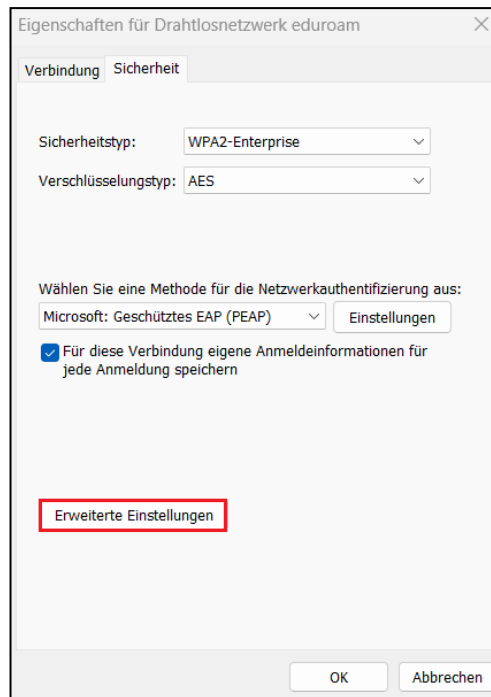 Eigenschaften für Drahtlosnetzwerk eduroam
Verbindung Sicherheit
Sicherheitstyp: WPA2-Enterprise
Verschlüsselungstyp: AES
Wählen Sie eine Methode für die Netzwerkauthentifizierung aus:
Microsoft: Geschütztes EAP (PEAP) Einstellungen
Für diese Verbindung eigene Anmeldeinformationen für
jede Anmeldung speichern
Erweiterte Einstellungen
OK Abbrechen